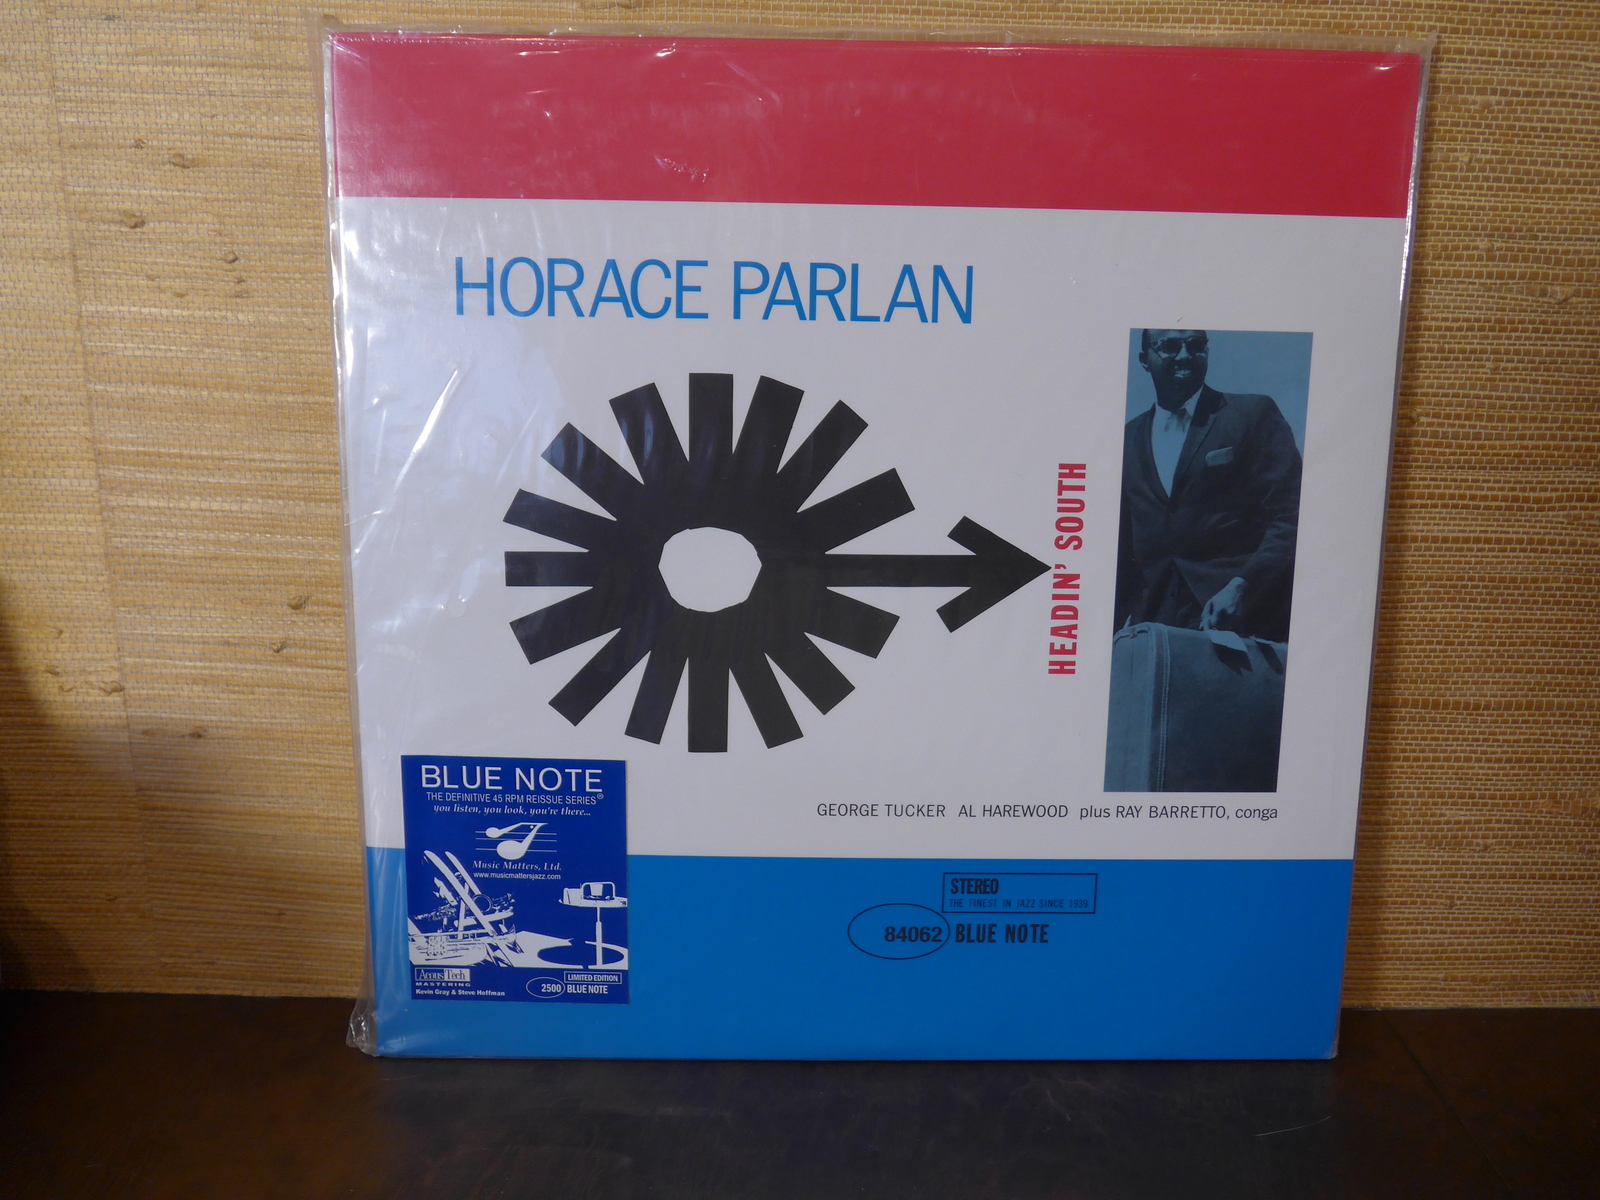 HORACE PARLAN
HEADIN' SOUTH
GEORGE TUCKER AL HAREWOOD plus RAY BARRETTO, conga
STEREO
THE FINEST IN JAZZ SINCE 1939
84062 BLUE NOTE
BLUE NOTE
THE DEFINITIVE 45 RPM REISSUE SERIES®
you listen, you look, you're there...
Music Matters, Ltd.
www.musicmattersjazz.com
AcousTech
MASTERING
Kevin Gray & Steve Hoffman
LIMITED EDITION
2500 BLUE NOTE